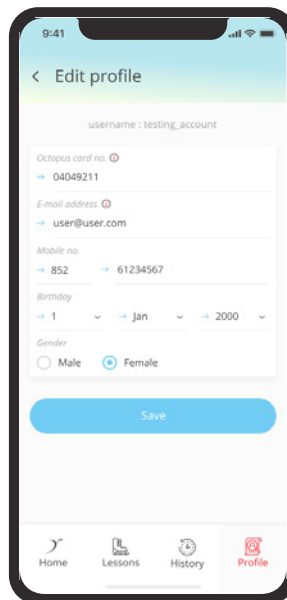 9:41
Edit profile
username : testing_account
Octopus card no.
04049211
E-mail address
user@user.com
Mobile no.
852 61234567
Birthday
1 Jan 2000
Gender
Male Female
Save
Home Lessons History Profile